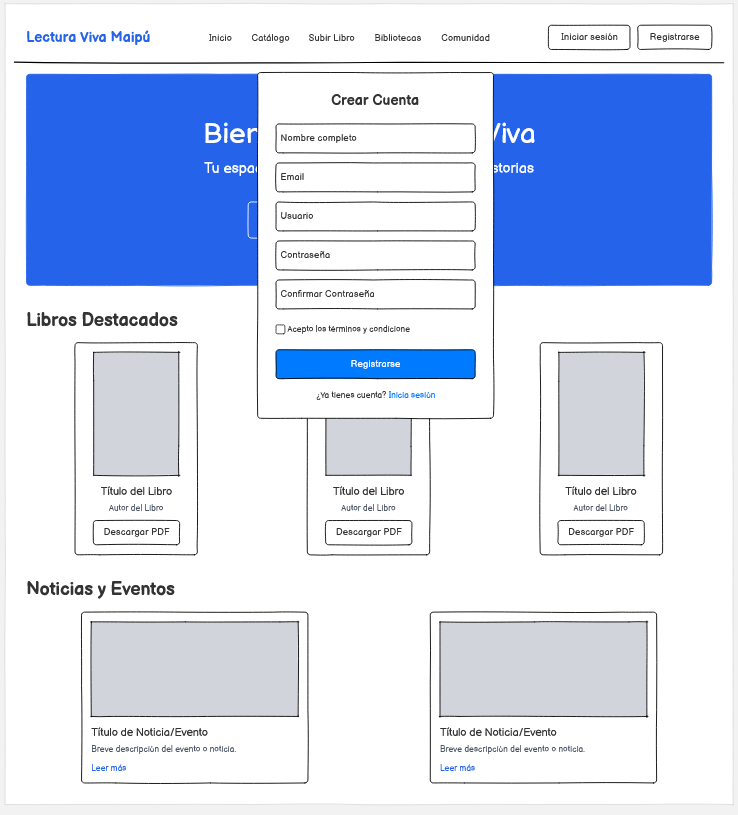 Lectura Viva Maipú
Inicio Catálogo Subir Libro Bibliotecas Comunidad
Iniciar sesión Registrarse
Viva
Tu
Crear Cuenta
Nombre completo
Email
Usuario
Contraseña
Confirmar Contraseña
Acepto los términos y condicione
Registrarse
¿Ya tienes cuenta? Inicia sesión
Libros Destacados
Título del Libro
Autor del Libro
Descargar PDF
Título del Libro
Autor del Libro
Descargar PDF
Título del Libro
Autor del Libro
Descargar PDF
Noticias y Eventos
Título de Noticia/Evento
Breve descripción del evento o noticia.
Leer más
Título de Noticia/Evento
Breve descripción del evento o noticia.
Leer más